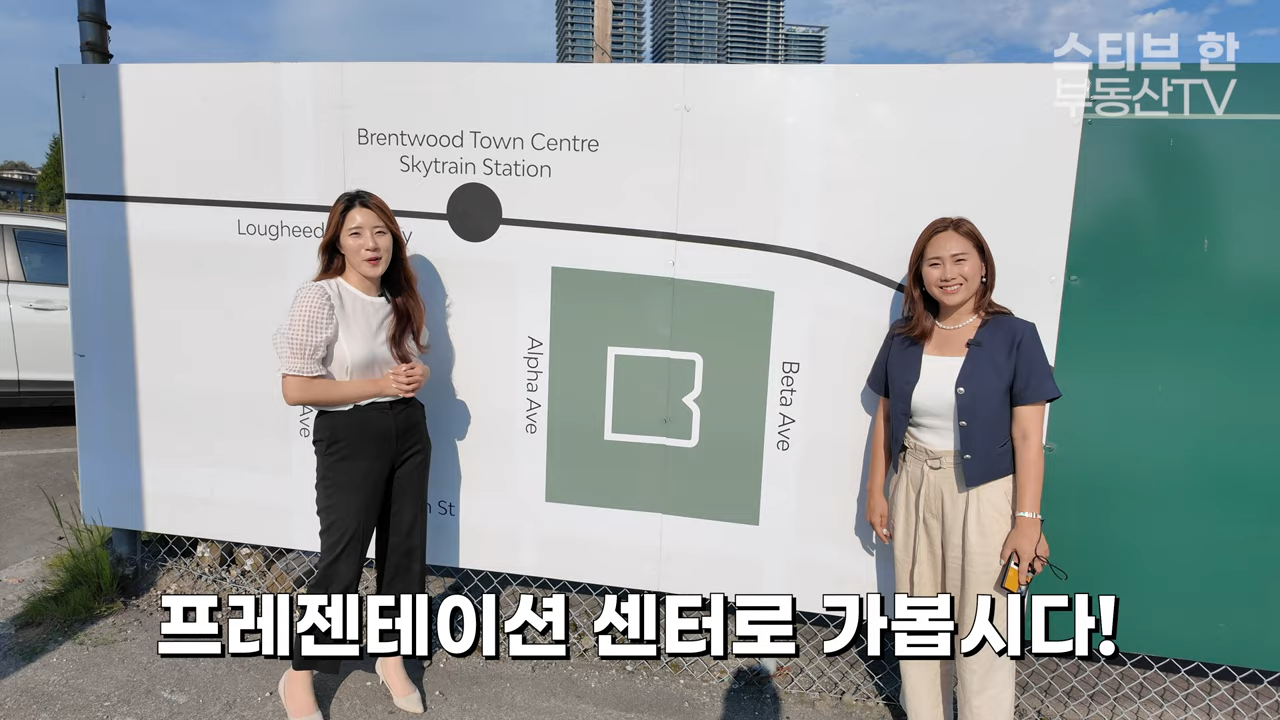 스티브 한
부동산TV
Brentwood Town Centre
Skytrain Station
Lougheed
Alpha Ave
B
Beta Ave
Ave
St
프레젠테이션 센터로 가봅시다!